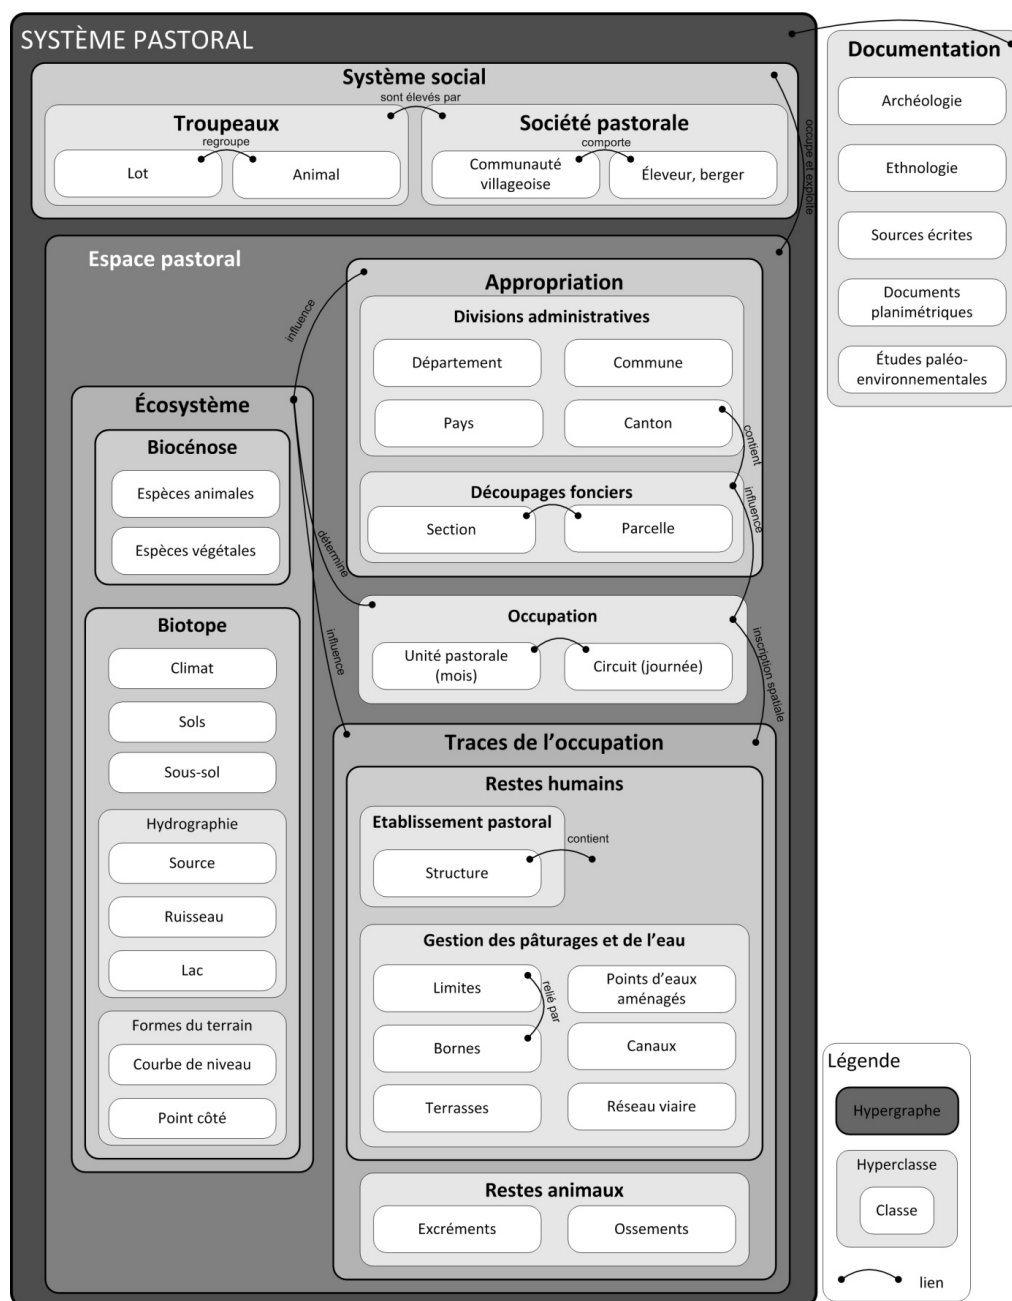 SYSTÈME PASTORAL
Système social
sont élevés par
Troupeaux
regroupe
Lot
Animal
Société pastorale
comporte
Communauté
villageoise
Éleveur, berger
occupe et exploite
Espace pastoral
influence
Appropriation
Divisions administratives
Département
Commune
Pays
Canton
contient
Découpages fonciers
influence
Section
Parcelle
Écosystème
Biocénose
Espèces animales
Espèces végétales
détermine
influence
Occupation
Unité pastorale
(mois)
Circuit (journée)
inscription spatiale
Biotope
Climat
Sols
Sous-sol
Hydrographie
Source
Ruisseau
Lac
Formes du terrain
Courbe de niveau
Point côté
Traces de l’occupation
Restes humains
Etablissement pastoral
contient
Structure
Gestion des pâturages et de l’eau
Limites
Points d’eaux
aménagés
relié par
Bornes
Canaux
Terrasses
Réseau viaire
Restes animaux
Excréments
Ossements
Documentation
Archéologie
Ethnologie
Sources écrites
Documents
planimétriques
Études paléo-
environnementales
Légende
Hypergraphe
Hyperclasse
Classe
lien